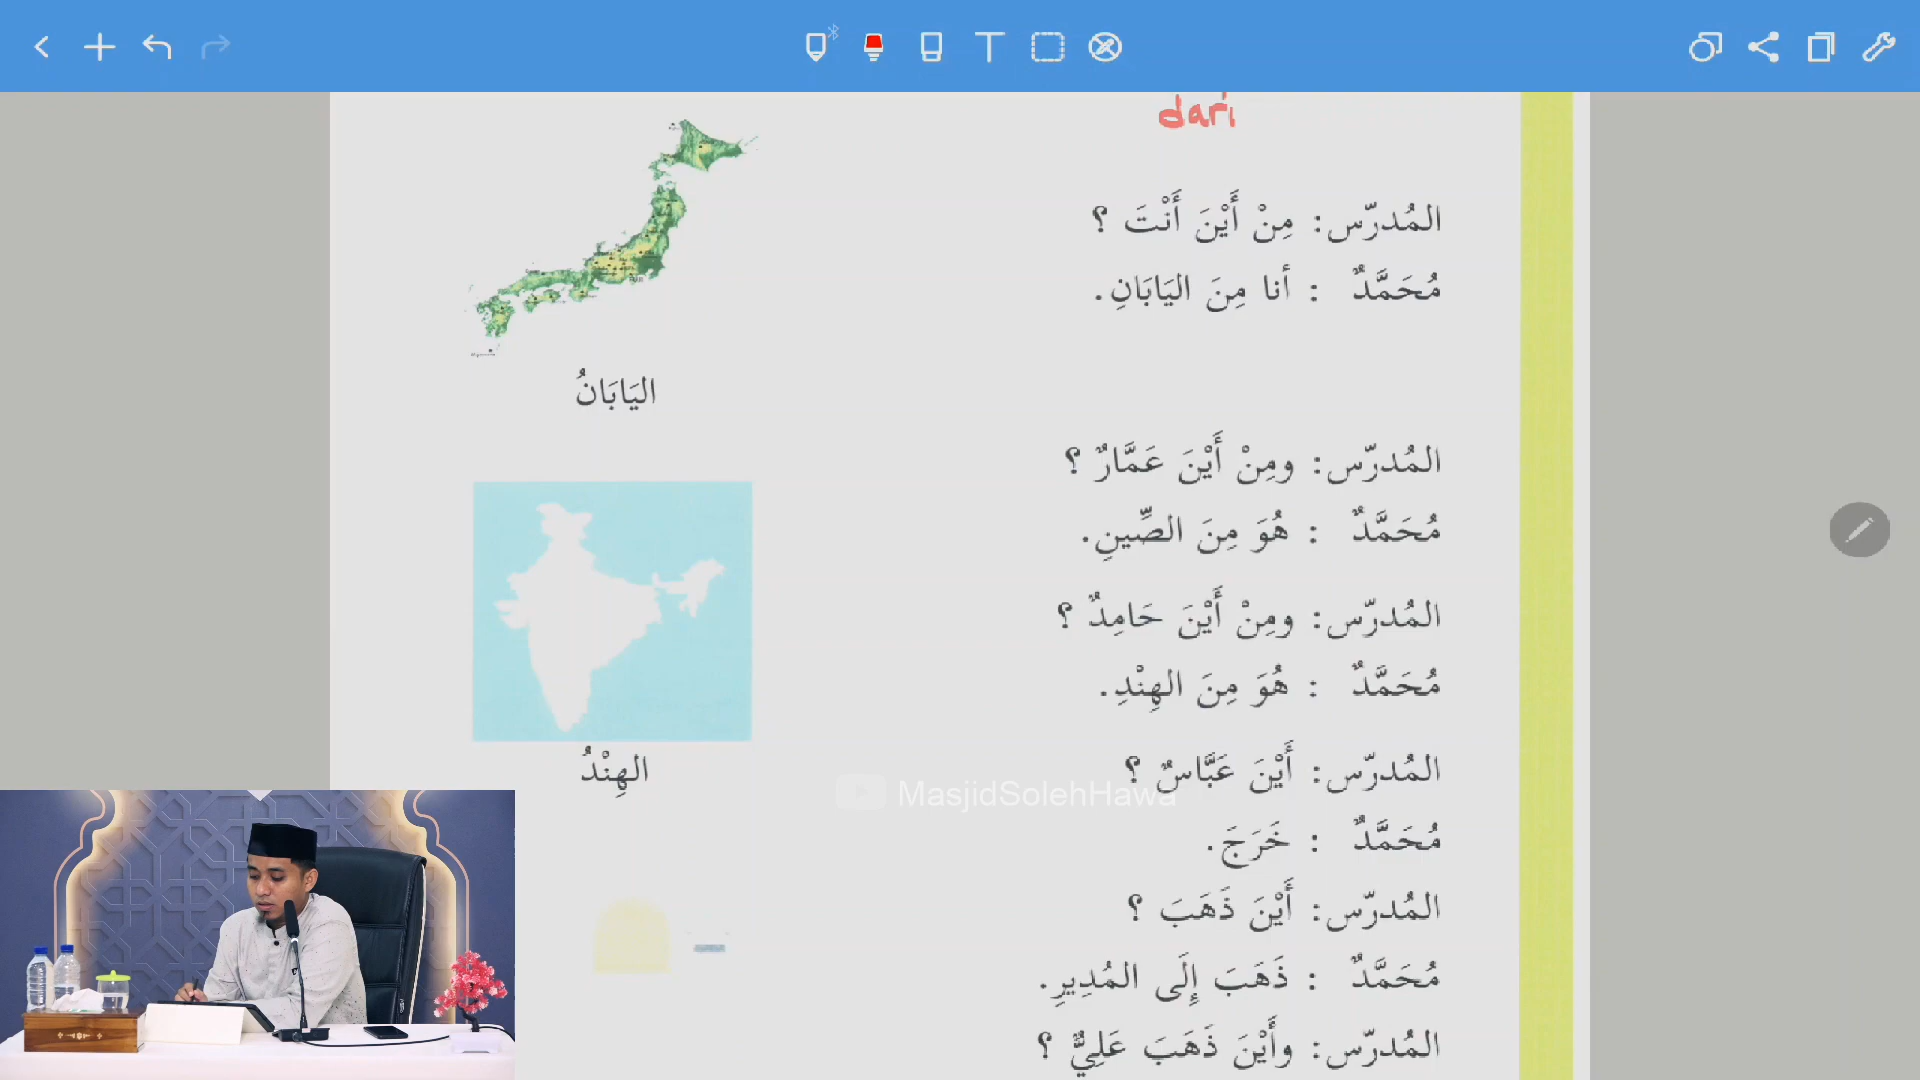 dari
المُدرّس: مِنْ أَيْنَ أَنْتَ ؟
مُحَمَّدٌ : أنا مِنَ اليَابَانِ.
اليَابَانُ
المُدرّس: ومِنْ أَيْنَ عَمَّارٌ ؟
مُحَمَّدٌ : هُوَ مِنَ الصِّينِ.
المُدرّس: ومِنْ أَيْنَ حَامِدٌ ؟
مُحَمَّدٌ : هُوَ مِنَ الهِنْدِ.
الهِنْدُ
المُدرّس: أَيْنَ عَبَّاسٌ ؟
MasjidSolehHawa
مُحَمَّدٌ : خَرَجَ.
المُدرّس: أَيْنَ ذَهَبَ ؟
مُحَمَّدٌ : ذَهَبَ إِلَى المُدِيرِ.
المُدرّس: وأَيْنَ ذَهَبَ عَلِيٌّ ؟